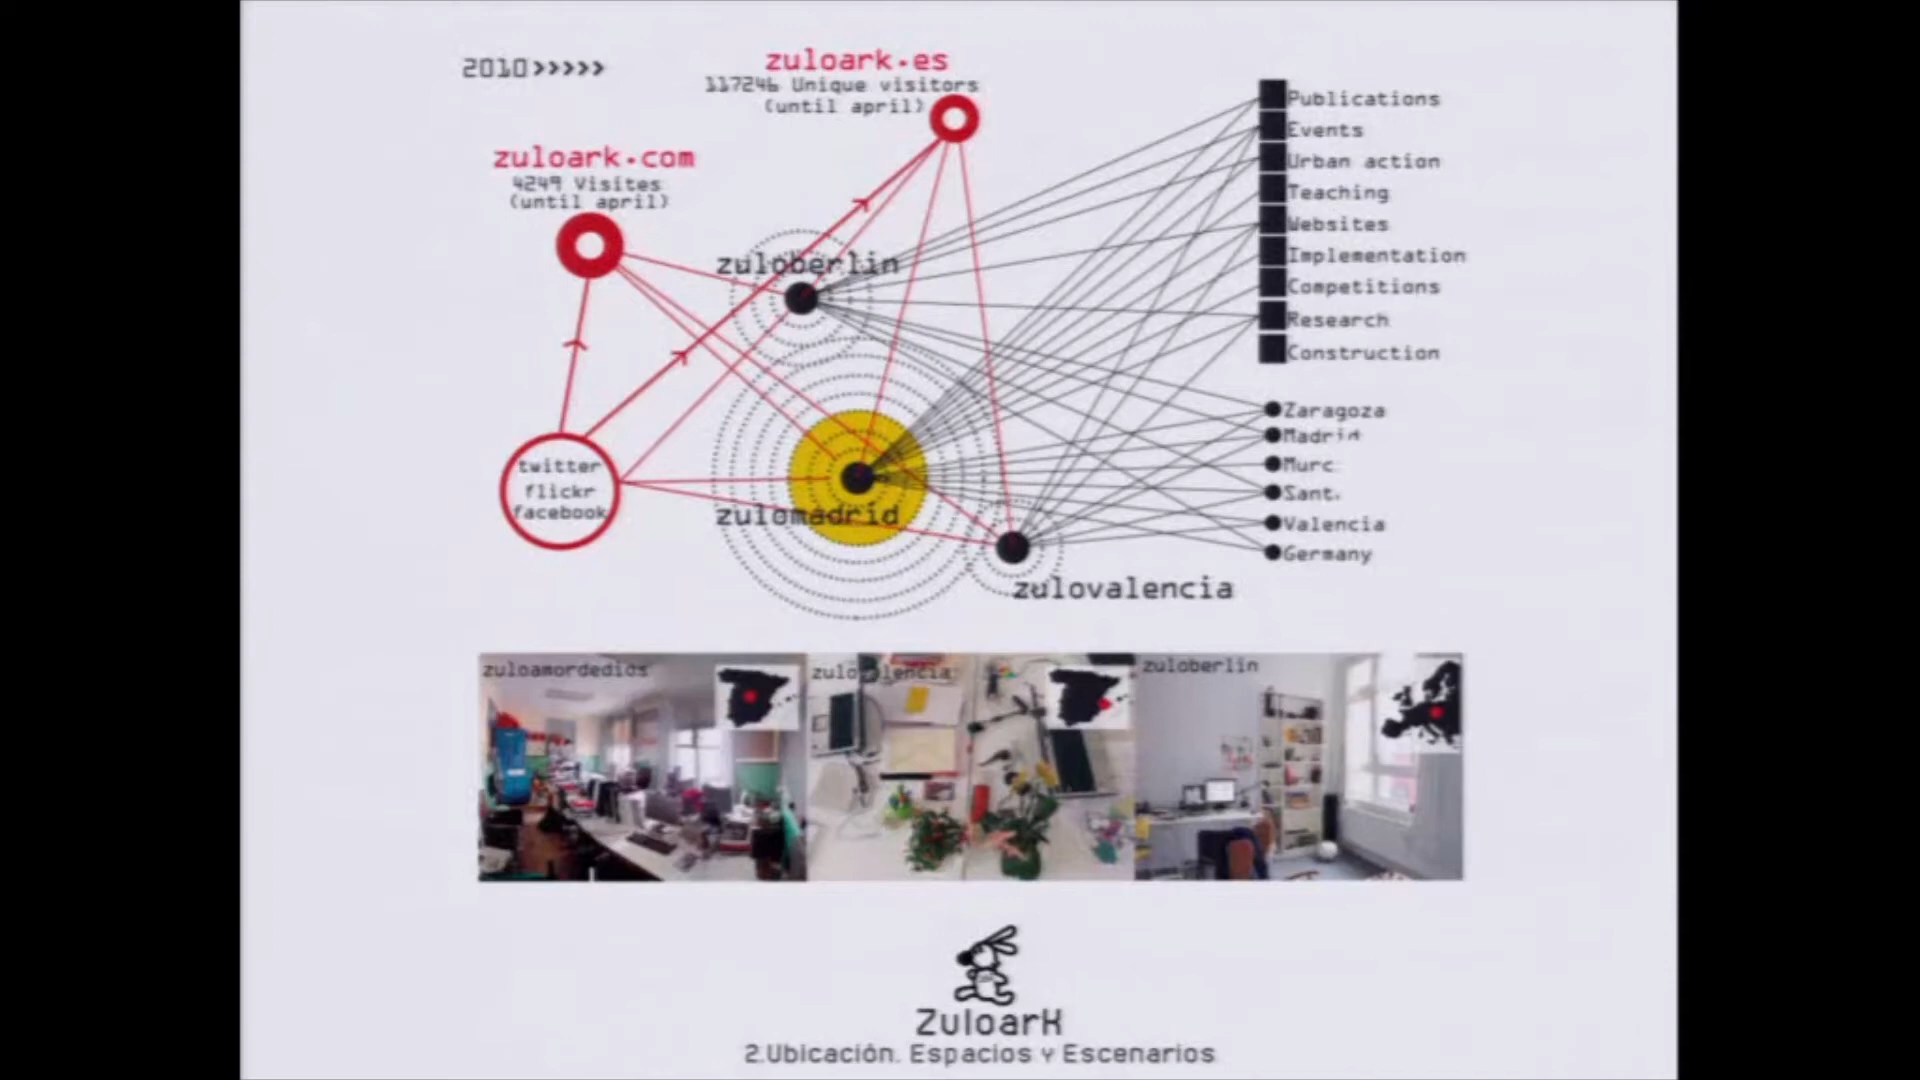 2010>>>>>
zuloark.es
117246 Unique visitors
(until april)
zuloark.com
4249 Visites
(until april)
zuloberlin
twitter
flickr
facebook
zulomadrid
zulovalencia
Publications
Events
Urban action
Teaching
Websites
Implementation
Competitions
Research
Construction
Zaragoza
Madrid
Murc
Sant.
Valencia
Germany
zuloamordedios
zulovalencia
zuloberlin
ZuloarK
2.Ubicación. Espacios y Escenarios